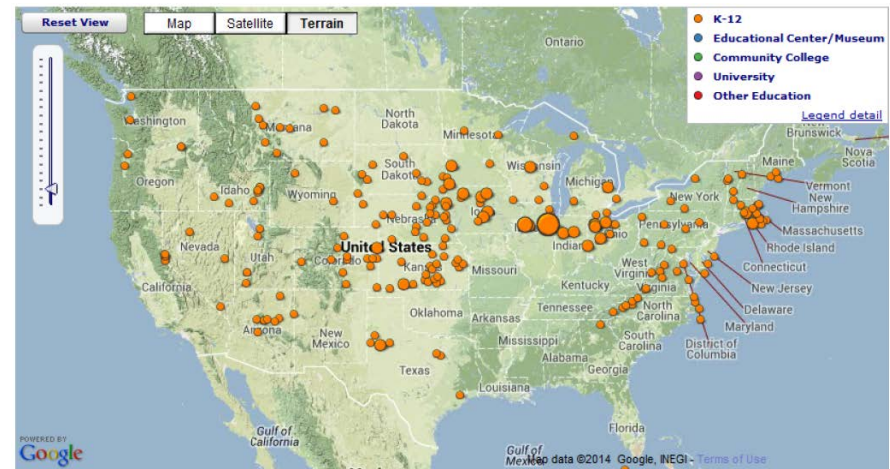 Reset View
Map
Satellite
Terrain
K-12
Educational Center/Museum
Community College
University
Other Education
Legend detail
Ontario
New
Brunswick
Nova
Scotia
Washington
Montana
North
Dakota
Minnesota
Wisconsin
Michigan
Maine
Vermont
New
Hampshire
Massachusetts
Rhode Island
Connecticut
New Jersey
Delaware
Maryland
District of
Columbia
Oregon
Idaho
Wyoming
South
Dakota
New York
Nebraska
Pennsylvania
Nevada
Utah
Colorado
United States
Kansas
Missouri
Indiana
Ohio
West
Virginia
Virginia
Kentucky
California
Arizona
New
Mexico
Oklahoma
Arkansas
Tennessee
North
Carolina
South
Carolina
Mississippi
Alabama
Georgia
Texas
Louisiana
Florida
Gulf of
California
Gulf of
Mexico
POWERED BY
Google
Map data ©2014 Google, INEGI - Terms of Use